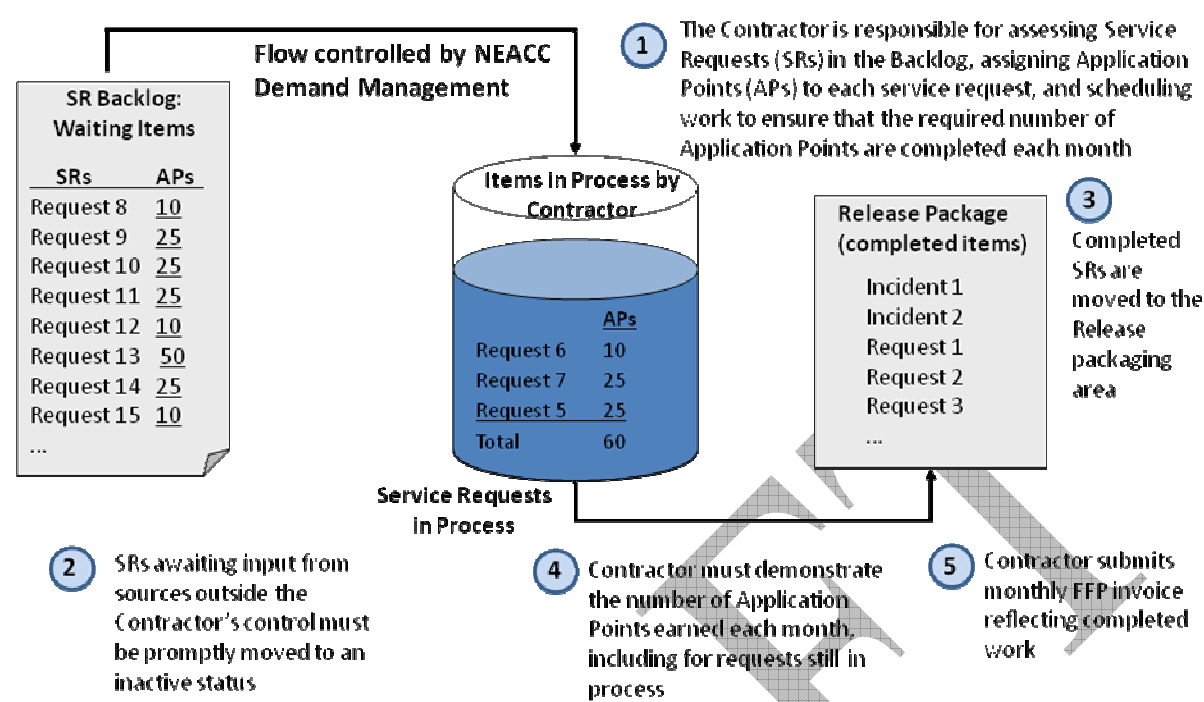 Flow controlled by NEACC
Demand Management
SR Backlog:
Waiting Items
SRs APs
Request 8 10
Request 9 25
Request 10 25
Request 11 25
Request 12 10
Request 13 50
Request 14 25
Request 15 10
...
1
The Contractor is responsible for assessing Service
Requests (SRs) in the Backlog, assigning Application
Points (APs) to each service request, and scheduling
work to ensure that the required number of
Application Points are completed each month
Items in Process by
Contractor
APs
Request 6 10
Request 7 25
Request 5 25
Total 60
Service Requests
in Process
Release Package
(completed items)
Incident 1
Incident 2
Request 1
Request 2
Request 3
...
3
Completed
SRs are
moved to the
Release
packaging
area
2
SRs awaiting input from
sources outside the
Contractor's control must
be promptly moved to an
inactive status
4
Contractor must demonstrate
the number of Application
Points earned each month,
including for requests still in
process
5
Contractor submits
monthly FFP invoice
reflecting completed
work